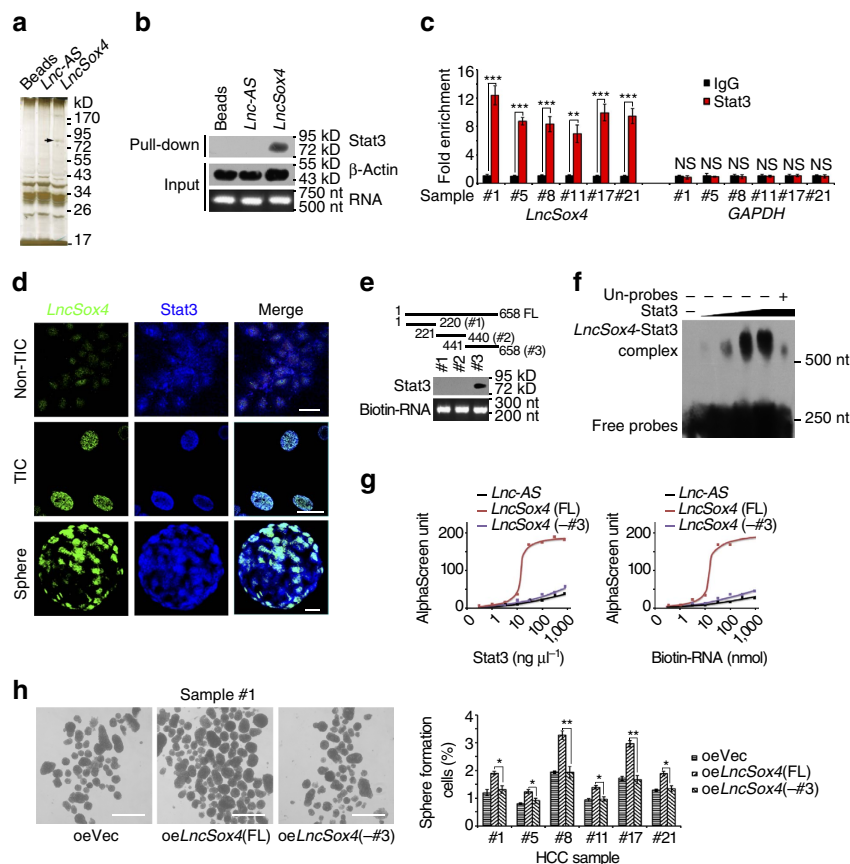 a
Beads
Lnc-AS
LncSox4
kD
170
95
72
55
43
34
26
17
b
Beads
Lnc-AS
LncSox4
Pull-down
95 kD
72 kD
Stat3
Input
55 kD
43 kD
β-Actin
750 nt
500 nt
RNA
c
Fold enrichment
16
12
8
4
0
*** *** *** ** *** ***
IgG
Stat3
NS NS NS NS NS NS
Sample #1 #5 #8 #11 #17 #21 #1 #5 #8 #11 #17 #21
LncSox4 GAPDH
d
LncSox4 Stat3 Merge
Non-TIC
TIC
Sphere
e
1 658 FL
1 220 (#1)
221 440 (#2)
441 658 (#3)
#1 #2 #3
Stat3
95 kD
72 kD
Biotin-RNA
300 nt
200 nt
f
Un-probes – – – – – +
Stat3 –
LncSox4-Stat3
complex
500 nt
250 nt
Free probes
g
Lnc-AS
LncSox4 (FL)
LncSox4 (–#3)
AlphaScreen unit
200
100
0
0 1 10 100 1,000
Stat3 (ng µl–1)
Lnc-AS
LncSox4 (FL)
LncSox4 (–#3)
AlphaScreen unit
200
100
0
0 1 10 100 1,000
Biotin-RNA (nmol)
h
Sample #1
oeVec oeLncSox4(FL) oeLncSox4(–#3)
Sphere formation
cells (%)
4
3
2
1
0
* * ** * ** *
oeVec
oeLncSox4(FL)
oeLncSox4(–#3)
#1 #5 #8 #11 #17 #21
HCC sample